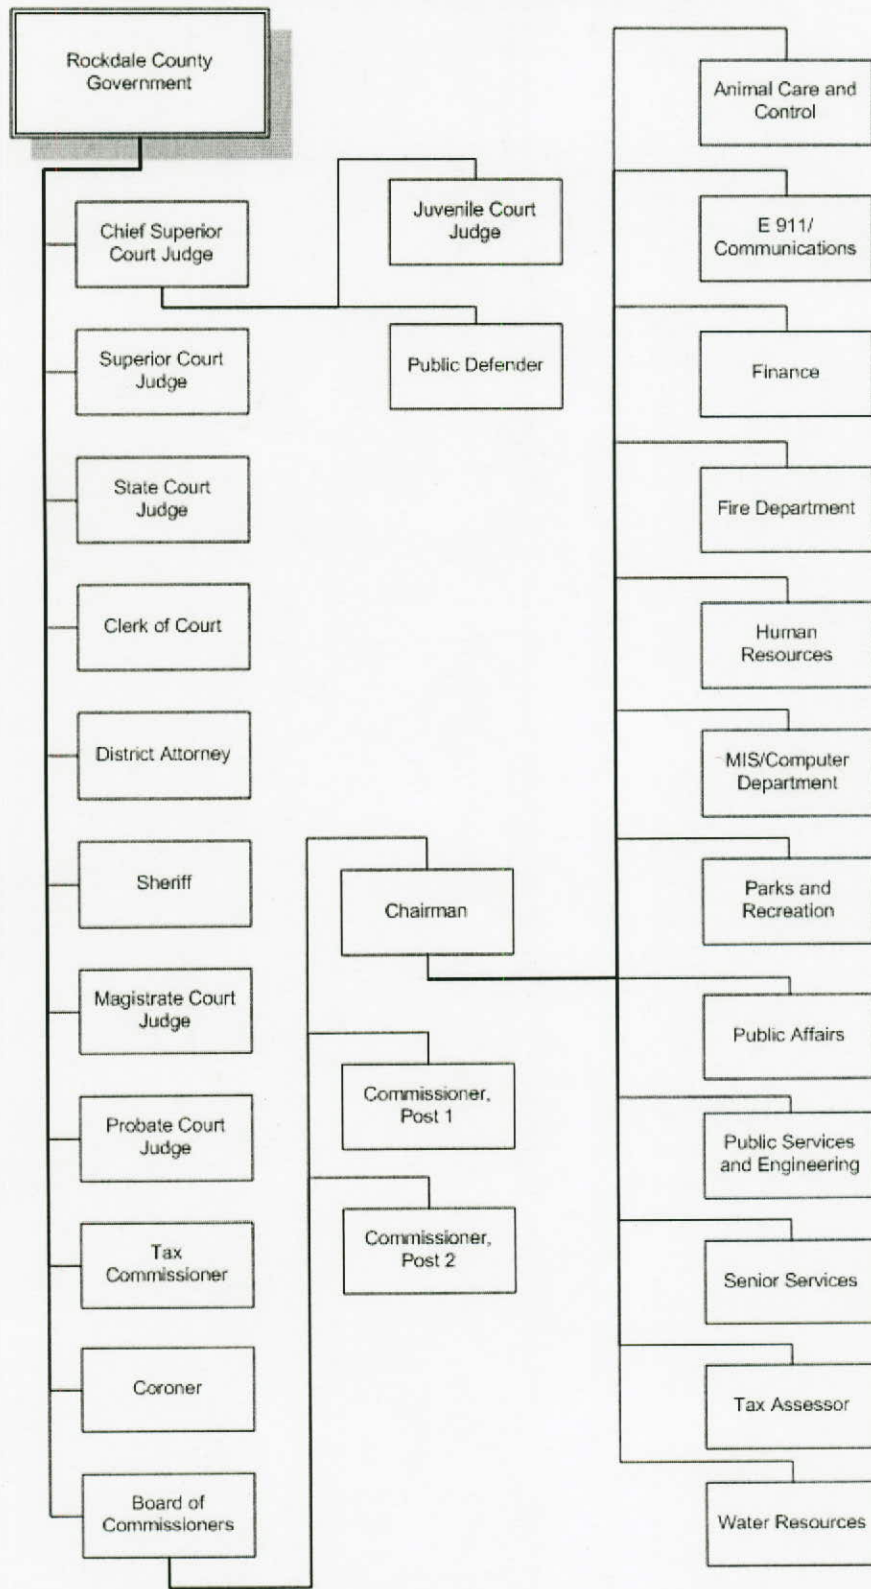 Rockdale County
Government
Chief Superior
Court Judge
Superior Court
Judge
State Court
Judge
Clerk of Court
District Attorney
Sheriff
Magistrate Court
Judge
Probate Court
Judge
Tax
Commissioner
Coroner
Board of
Commissioners
Juvenile Court
Judge
Public Defender
Chairman
Commissioner,
Post 1
Commissioner,
Post 2
Animal Care and
Control
E 911/
Communications
Finance
Fire Department
Human
Resources
MIS/Computer
Department
Parks and
Recreation
Public Affairs
Public Services
and Engineering
Senior Services
Tax Assessor
Water Resources